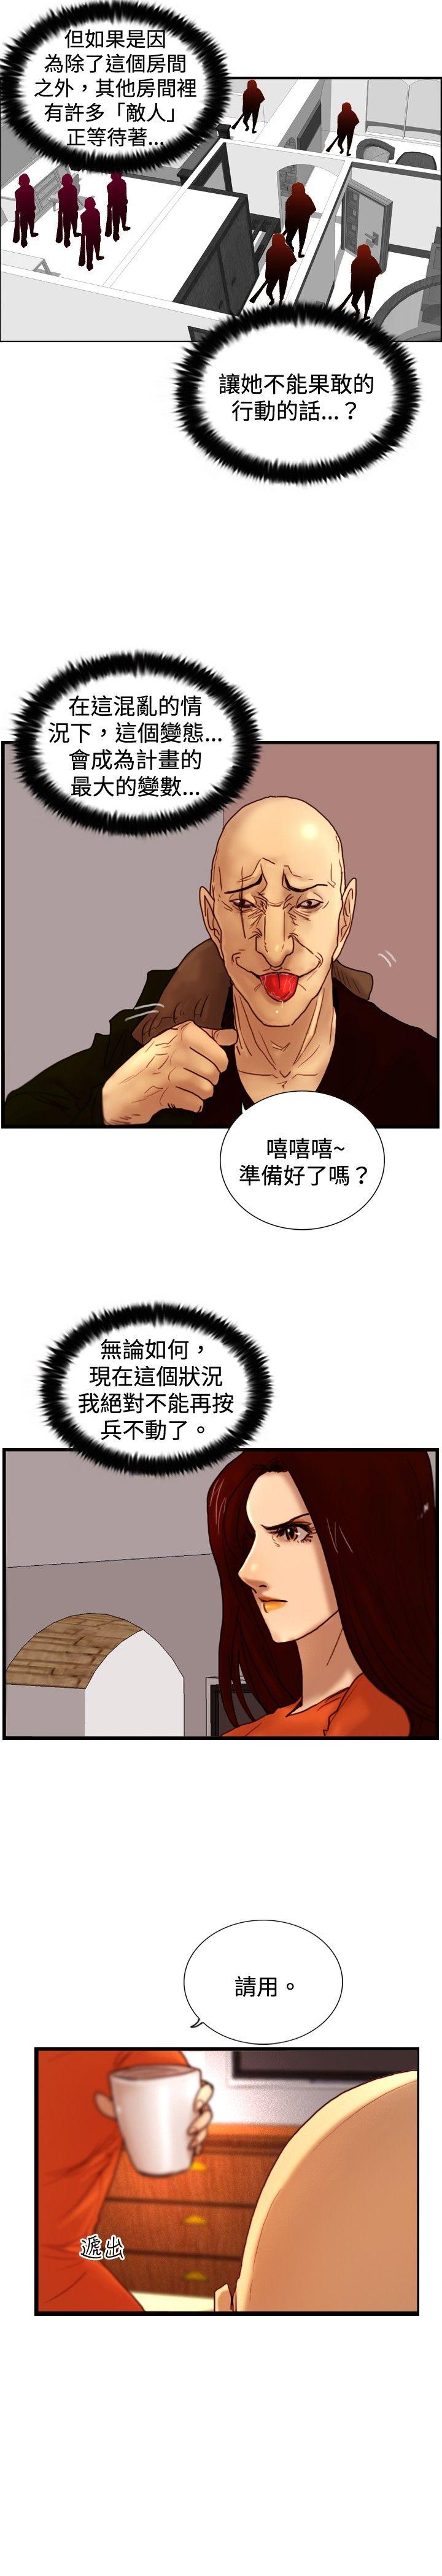 但如果是因
為除了這個房間
之外，其他房間裡
有許多「敵人」
正等待著...
讓她不能果敢的
行動的話...？
在這混亂的情
況下，這個變態...
會成為計畫的
最大的變數...
嘻嘻嘻~
準備好了嗎？
無論如何，
現在這個狀況
我絕對不能再按
兵不動了。
請用。
遞出